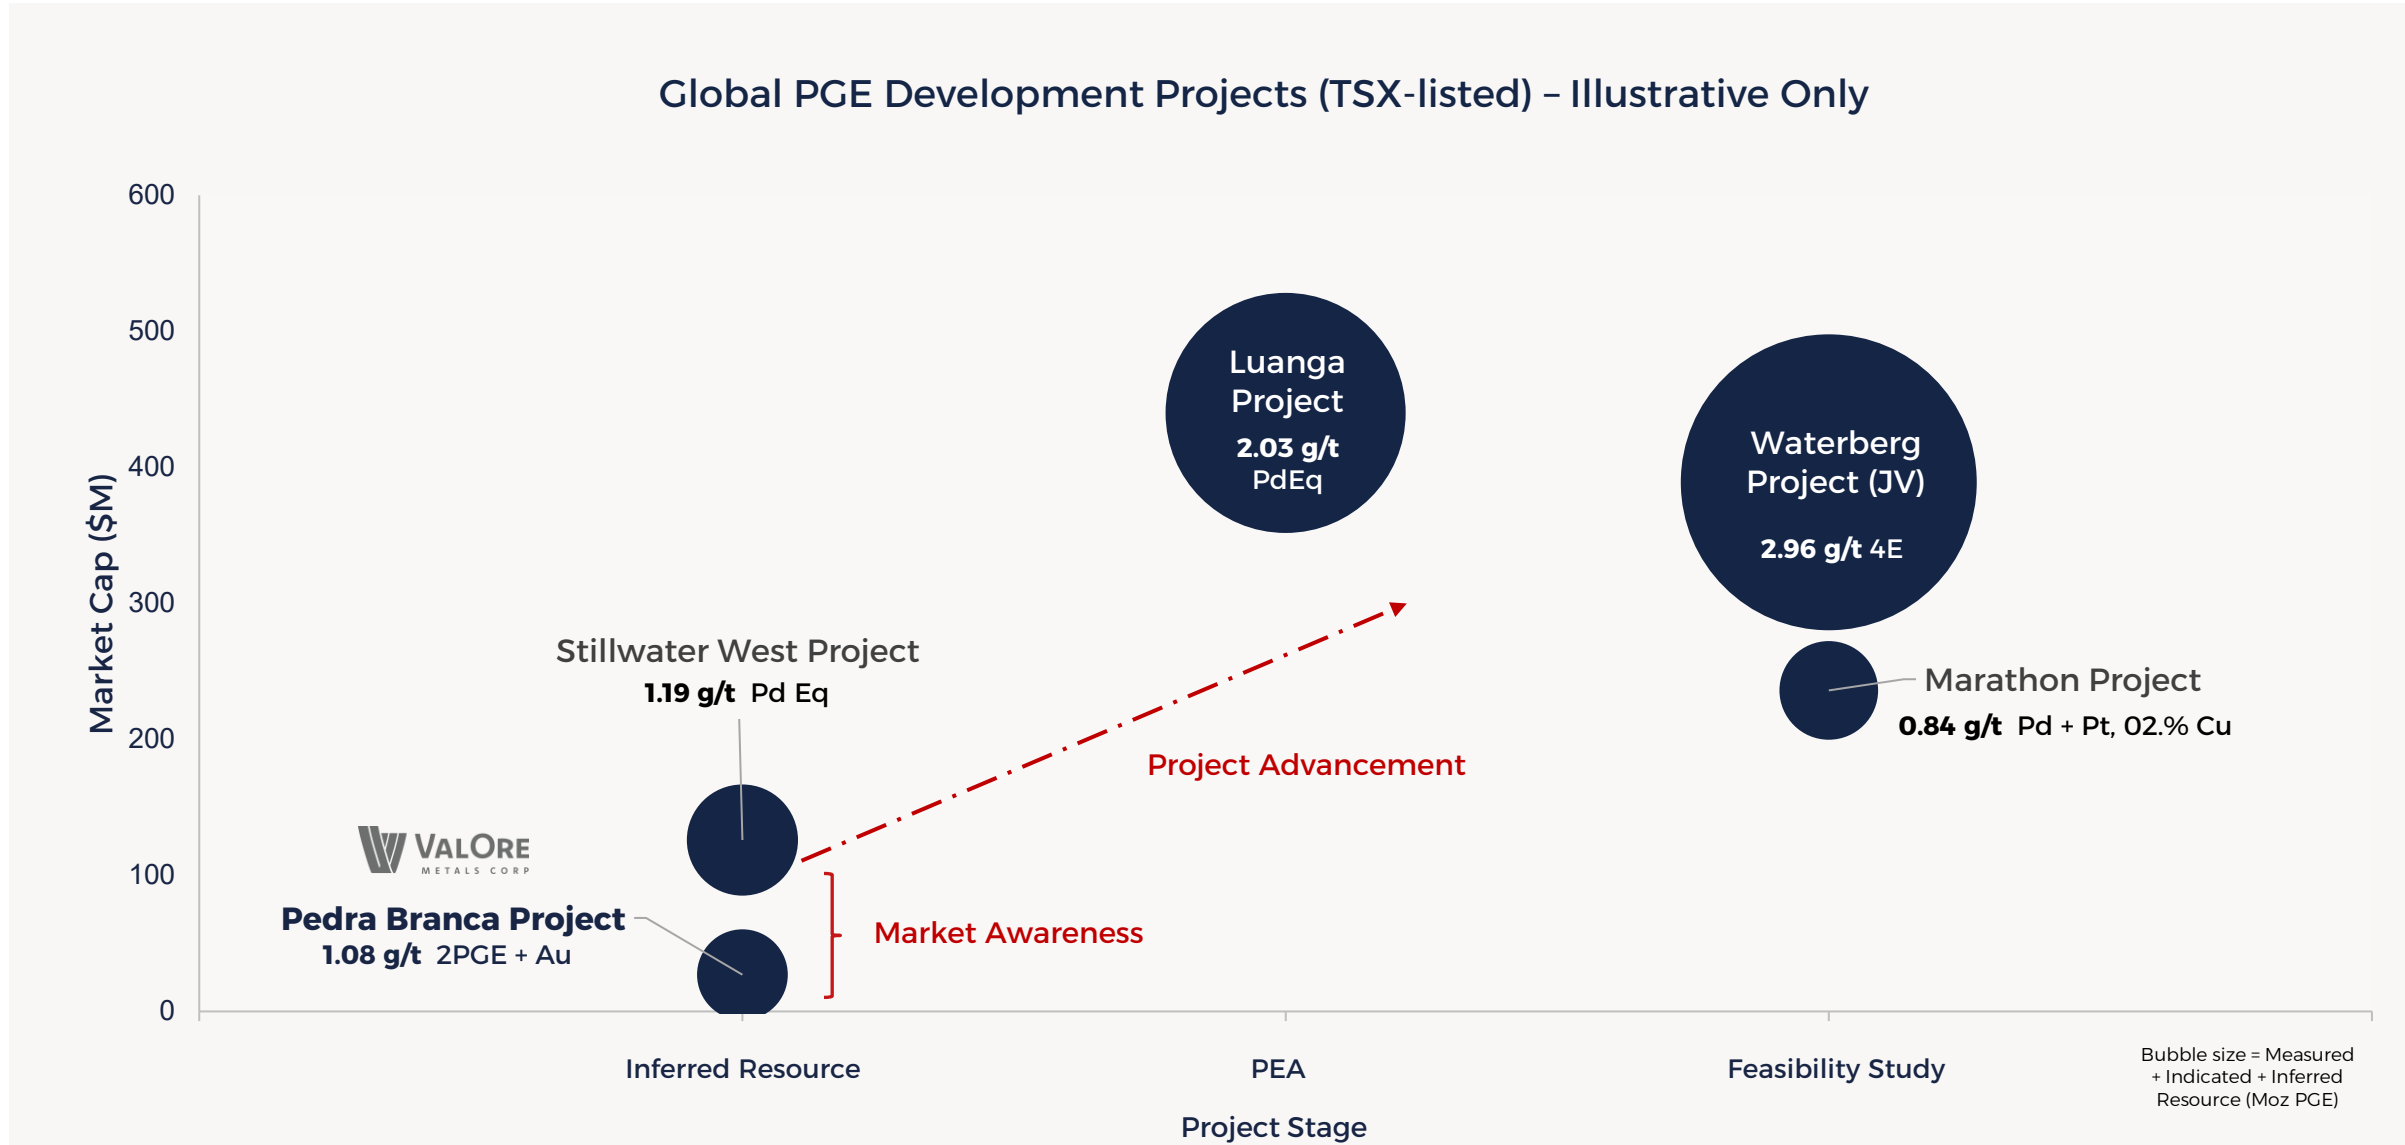 Global PGE Development Projects (TSX-listed) – Illustrative Only
Market Cap ($M)
600
500
400
300
200
100
0
Luanga
Project
2.03 g/t
PdEq
Waterberg
Project (JV)
2.96 g/t 4E
Stillwater West Project
1.19 g/t Pd Eq
Marathon Project
0.84 g/t Pd + Pt, 02.% Cu
Project Advancement
VALORE
METALS CORP
Pedra Branca Project
1.08 g/t 2PGE + Au
Market Awareness
Inferred Resource
PEA
Feasibility Study
Project Stage
Bubble size = Measured
+ Indicated + Inferred
Resource (Moz PGE)